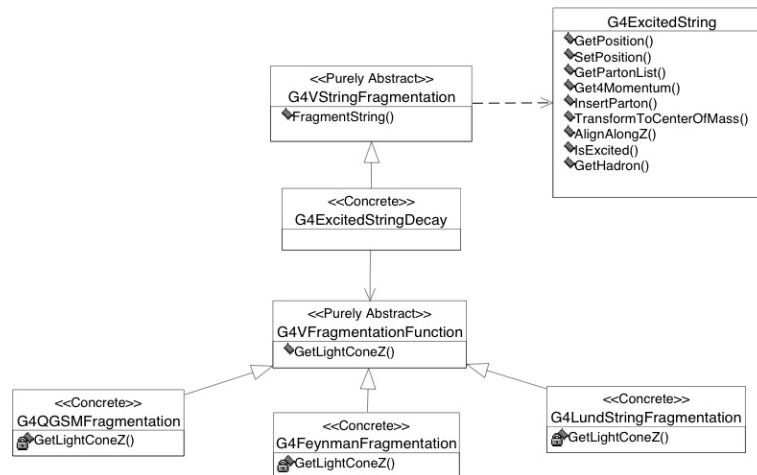 G4ExcitedString
GetPosition()
SetPosition()
GetPartonList()
Get4Momentum()
InsertParton()
TransformToCenterOfMass()
AlignAlongZ()
IsExcited()
GetHadron()
<<Purely Abstract>>
G4VStringFragmentation
FragmentString()
<<Concrete>>
G4ExcitedStringDecay
<<Purely Abstract>>
G4VFragmentationFunction
GetLightConeZ()
<<Concrete>>
G4QGSMFragmentation
GetLightConeZ()
<<Concrete>>
G4FeynmanFragmentation
GetLightConeZ()
<<Concrete>>
G4LundStringFragmentation
GetLightConeZ()